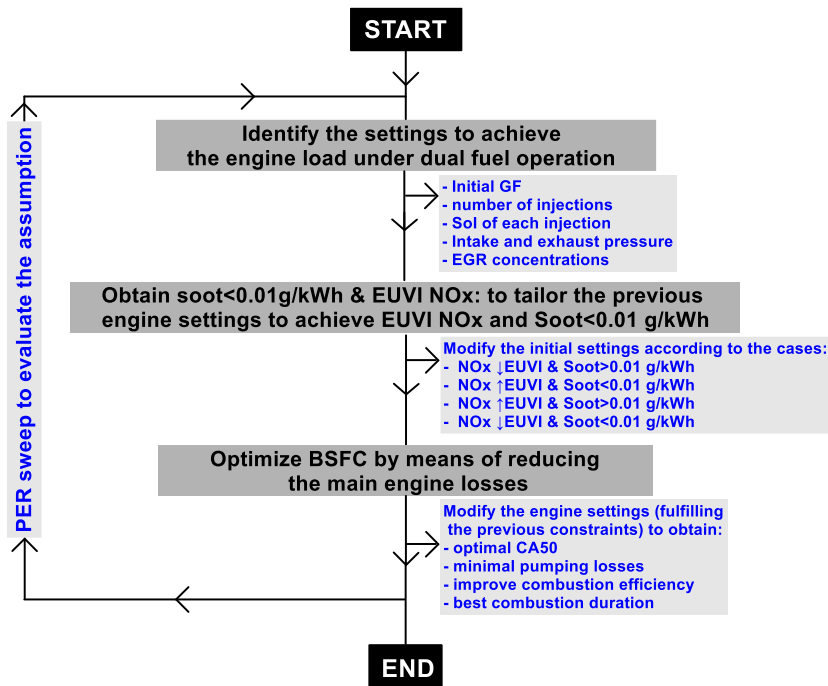 START
Identify the settings to achieve
the engine load under dual fuel operation
- Initial GF
- number of injections
- SoI of each injection
- Intake and exhaust pressure
- EGR concentrations
Obtain soot<0.01g/kWh & EUVI NOx: to tailor the previous
engine settings to achieve EUVI NOx and Soot<0.01 g/kWh
Modify the initial settings according to the cases:
- NOx ↓EUVI & Soot>0.01 g/kWh
- NOx ↑EUVI & Soot<0.01 g/kWh
- NOx ↑EUVI & Soot>0.01 g/kWh
- NOx ↓EUVI & Soot<0.01 g/kWh
Optimize BSFC by means of reducing
the main engine losses
Modify the engine settings (fulfilling
the previous constraints) to obtain:
- optimal CA50
- minimal pumping losses
- improve combustion efficiency
- best combustion duration
PER sweep to evaluate the assumption
END